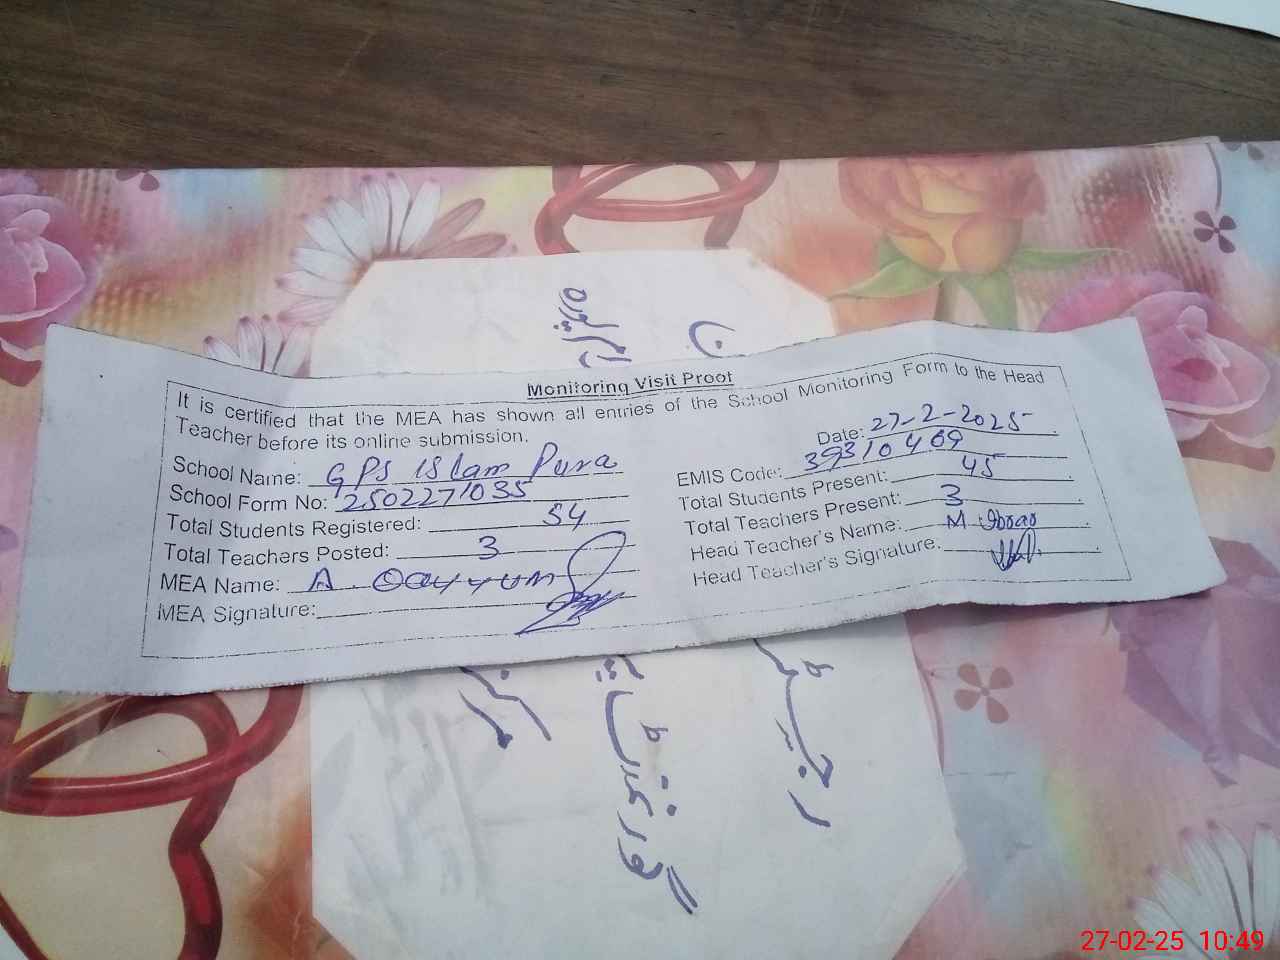 Monitoring Visit Proof
It is certified that the MEA has shown all entries of the School Monitoring Form to the Head
Teacher before its online submission.
Date: 27-2-2025
School Name: GPS Islam Pura
EMIS Code: 39310409
School Form No: 2502271035
Total Students Present: 45
Total Students Registered: 54
Total Teachers Present: 3
Total Teachers Posted: 3
Head Teacher's Name: M
MEA Name: A. Qayyum
Head Teacher's Signature:
MEA Signature:
رجسٹر
گورنمنٹ
مرکز
27-02-25 10:49